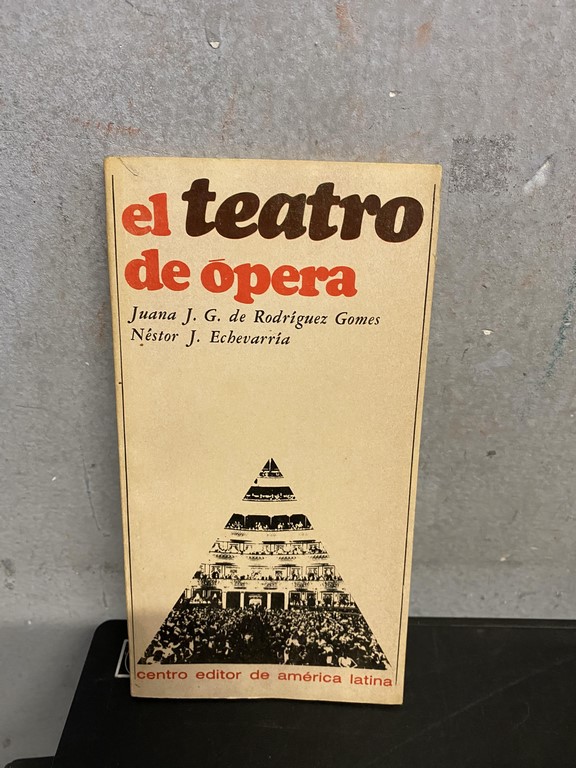 el teatro
de ópera
Juana J. G. de Rodríguez Gomes
Néstor J. Echevarría
centro editor de américa latina